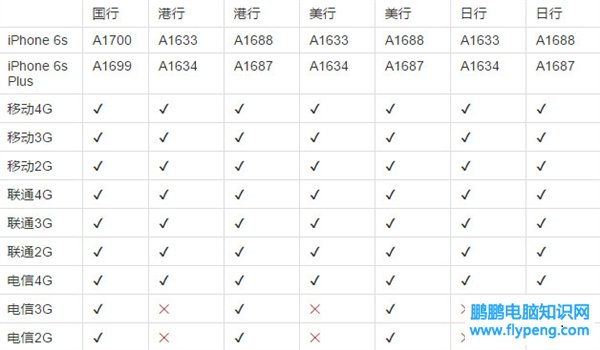 国行 港行 港行 美行 美行 日行 日行
iPhone 6s A1700 A1633 A1688 A1633 A1688 A1633 A1688
iPhone 6s Plus A1699 A1634 A1687 A1634 A1687 A1634 A1687
移动4G ✓ ✓ ✓ ✓ ✓ ✓ ✓
移动3G ✓ ✓ ✓ ✓ ✓ ✓ ✓
移动2G ✓ ✓ ✓ ✓ ✓ ✓ ✓
联通4G ✓ ✓ ✓ ✓ ✓ ✓ ✓
联通3G ✓ ✓ ✓ ✓ ✓ ✓ ✓
联通2G ✓ ✓ ✓ ✓ ✓ ✓ ✓
电信4G ✓ ✓ ✓ ✓ ✓ ✓ ✓
电信3G ✓ × ✓ × ✓ ×
电信2G ✓ × ✓ × ✓ ×
鹏鹏电脑知识网
www.flypeng.com